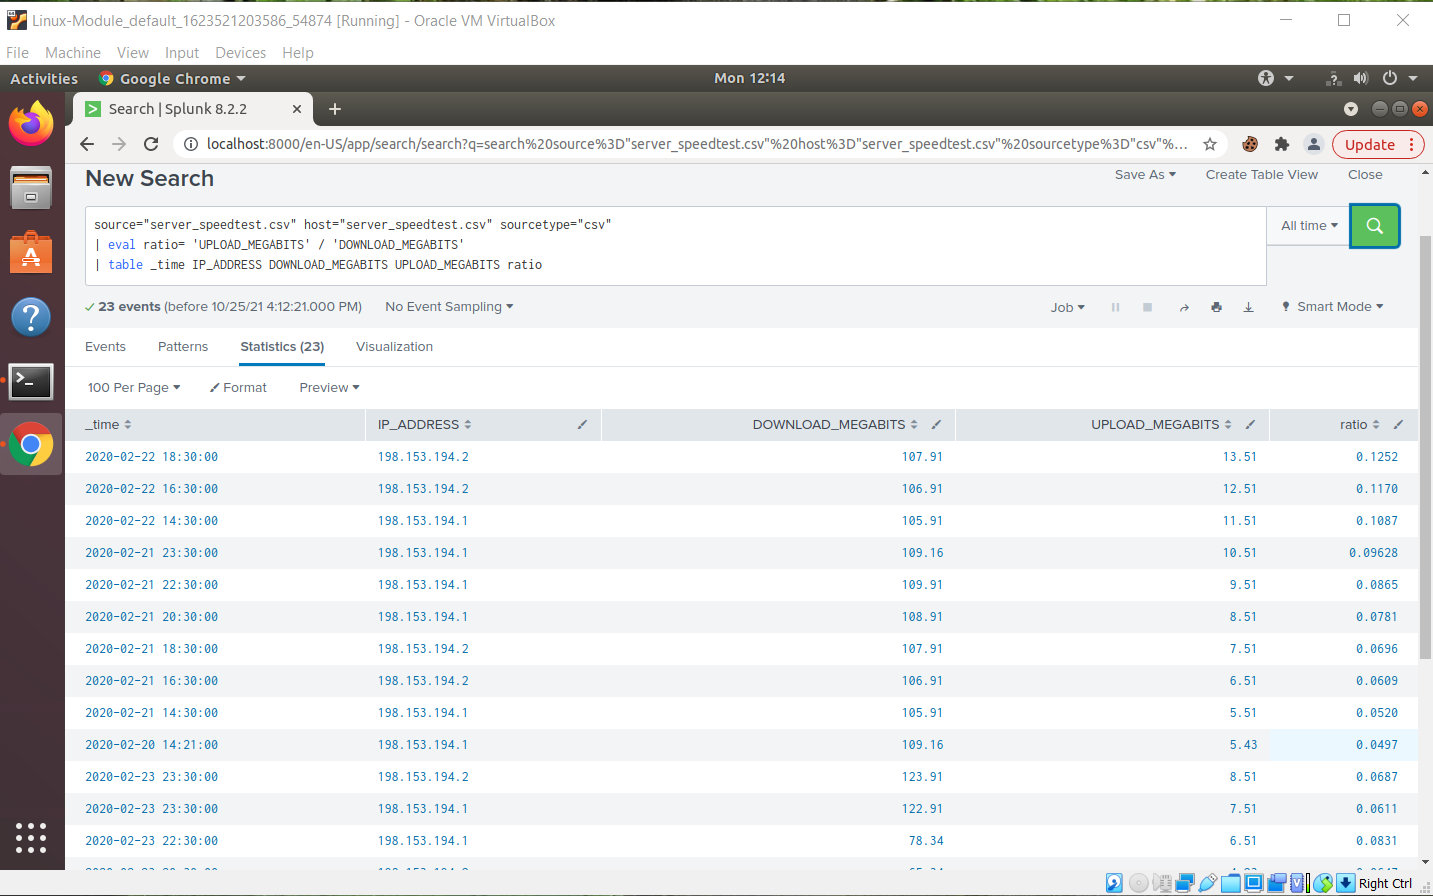 Linux-Module_default_1623521203586_54874 [Running] - Oracle VM VirtualBox
File Machine View Input Devices Help
Activities Google Chrome Mon 12:14
Search | Splunk 8.2.2
localhost:8000/en-US/app/search/search?q=search%20source%3D"server_speedtest.csv"%20host%3D"server_speedtest.csv"%20sourcetype%3D"csv"%... Update
New Search Save As Create Table View Close
source="server_speedtest.csv" host="server_speedtest.csv" sourcetype="csv"
| eval ratio= 'UPLOAD_MEGABITS' / 'DOWNLOAD_MEGABITS'
| table _time IP_ADDRESS DOWNLOAD_MEGABITS UPLOAD_MEGABITS ratio
All time
23 events (before 10/25/21 4:12:21.000 PM) No Event Sampling Job Smart Mode
Events Patterns Statistics (23) Visualization
100 Per Page Format Preview
_time IP_ADDRESS DOWNLOAD_MEGABITS UPLOAD_MEGABITS ratio
2020-02-22 18:30:00 198.153.194.2 107.91 13.51 0.1252
2020-02-22 16:30:00 198.153.194.2 106.91 12.51 0.1170
2020-02-22 14:30:00 198.153.194.1 105.91 11.51 0.1087
2020-02-21 23:30:00 198.153.194.1 109.16 10.51 0.09628
2020-02-21 22:30:00 198.153.194.1 109.91 9.51 0.0865
2020-02-21 20:30:00 198.153.194.1 108.91 8.51 0.0781
2020-02-21 18:30:00 198.153.194.2 107.91 7.51 0.0696
2020-02-21 16:30:00 198.153.194.2 106.91 6.51 0.0609
2020-02-21 14:30:00 198.153.194.1 105.91 5.51 0.0520
2020-02-20 14:21:00 198.153.194.1 109.16 5.43 0.0497
2020-02-23 23:30:00 198.153.194.2 123.91 8.51 0.0687
2020-02-23 23:30:00 198.153.194.1 122.91 7.51 0.0611
2020-02-23 22:30:00 198.153.194.1 78.34 6.51 0.0831
Right Ctrl